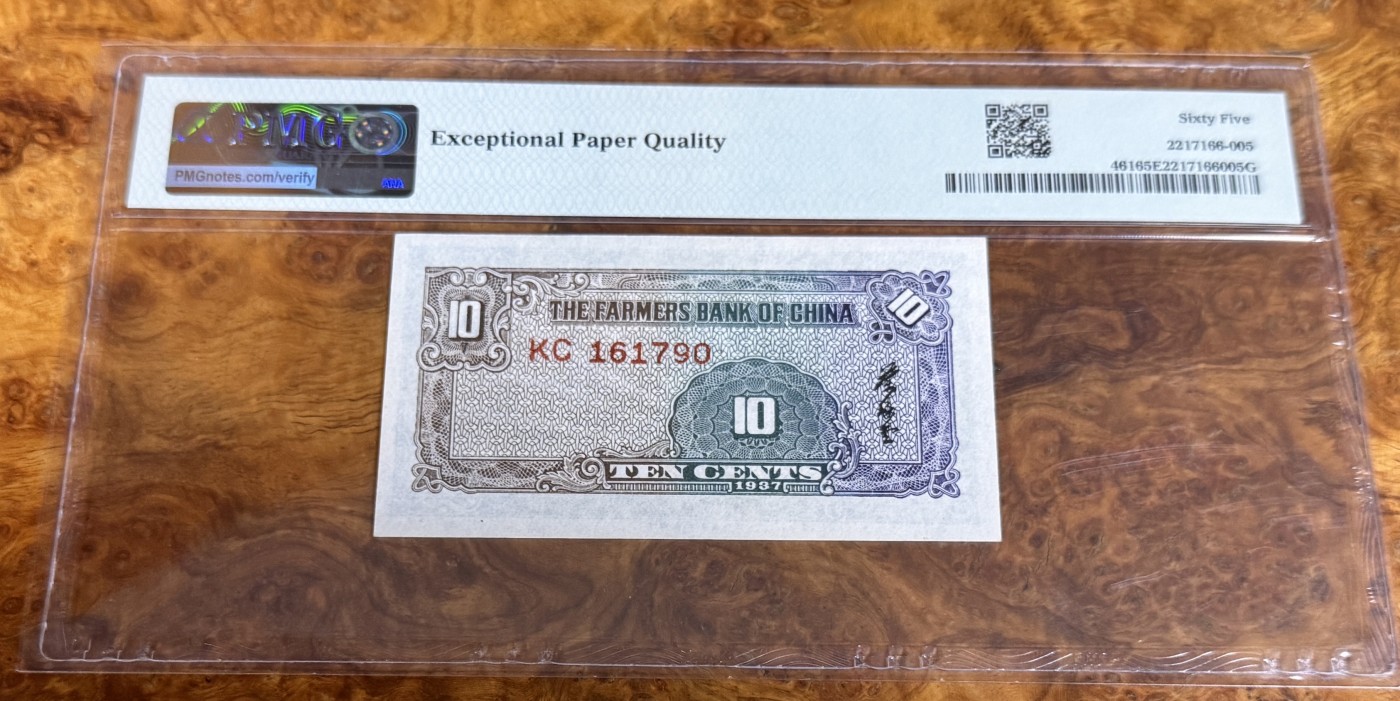 PMG
PMGnotes.com/verify
Exceptional Paper Quality
Sixty Five
2217166-005
46165E2217166005G
10
THE FARMERS BANK OF CHINA
10
KC 161790
10
TEN CENTS
1937